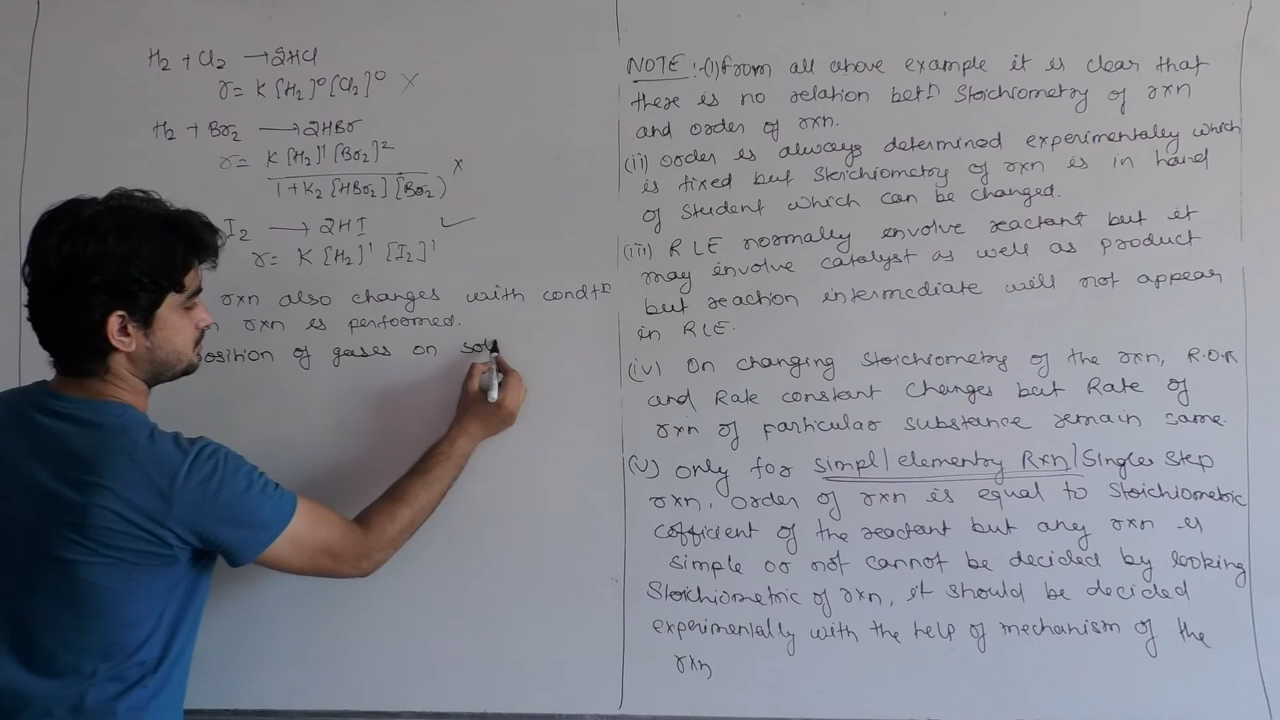 H₂ + Cl₂ → 2HCl
r = K [H₂]⁰ [Cl₂]⁰ ×
H₂ + Br₂ → 2HBr
r = K [H₂]¹ [Br₂]²
1 + K₂ [HBr₂] [Br₂) ×
I₂ → 2HI ✓
r = K [H₂]¹ [I₂]¹
rxn also changes with condtⁿ
rxn is performed.
osition of gases on sol
NOTE :- (i) from all above example it is clear that
there is no relation betⁿ Stoichiometry of rxn
and order of rxn.
(ii) order is always determined experimentally which
is fixed but Stoichiometry of rxn is in hand
of student which can be changed.
(iii) RLE normally involve reactant but it
may envolve catalyst as well as product
but reaction intermediate will not appear
in RLE.
(iv) On changing Stoichiometry of the rxn, R.O.R
and Rate constant Changes but Rate of
rxn of particular substance remain same.
(v) only for simpl/elementry Rxn/Single step
rxn, order of rxn is equal to Stoichiometric
cofficient of the reactant but any rxn is
simple or not cannot be decided by looking
Stoichiometric of rxn, it should be decided
experimentally with the help of mechanism of the
rxn